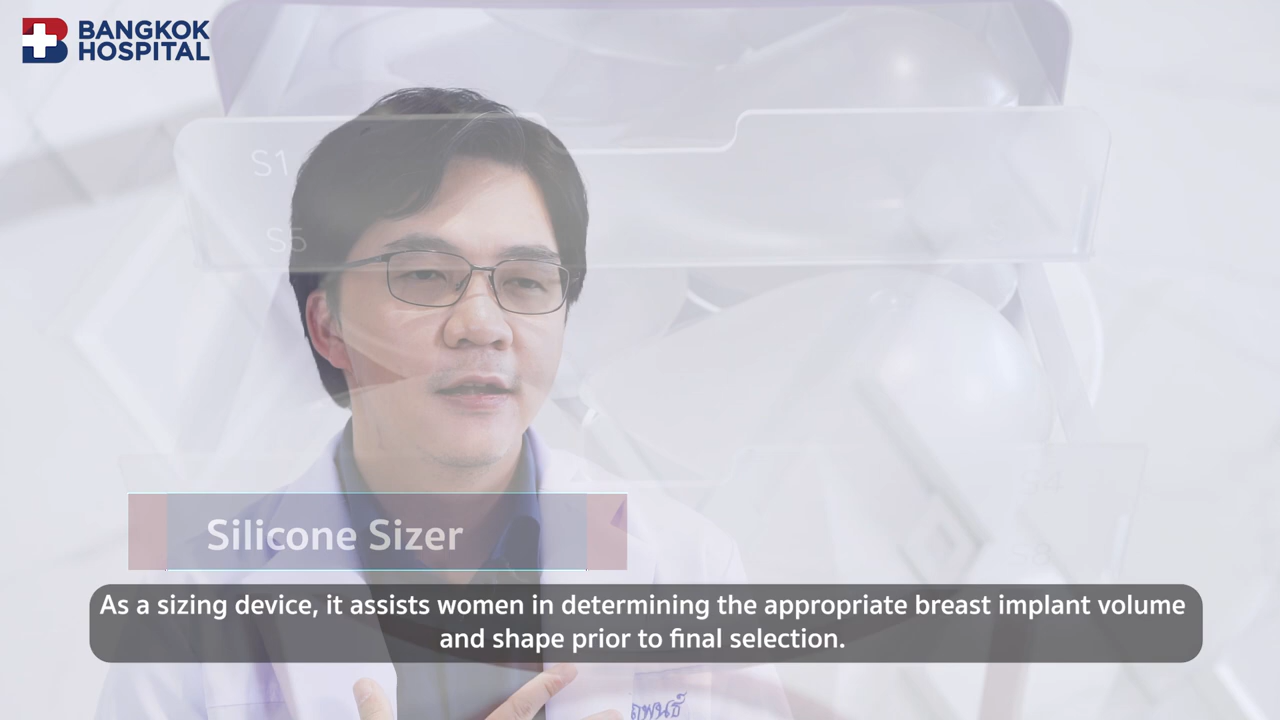 BANGKOK
HOSPITAL
S1
S5
Silicone Sizer
As a sizing device, it assists women in determining the appropriate breast implant volume
and shape prior to final selection.